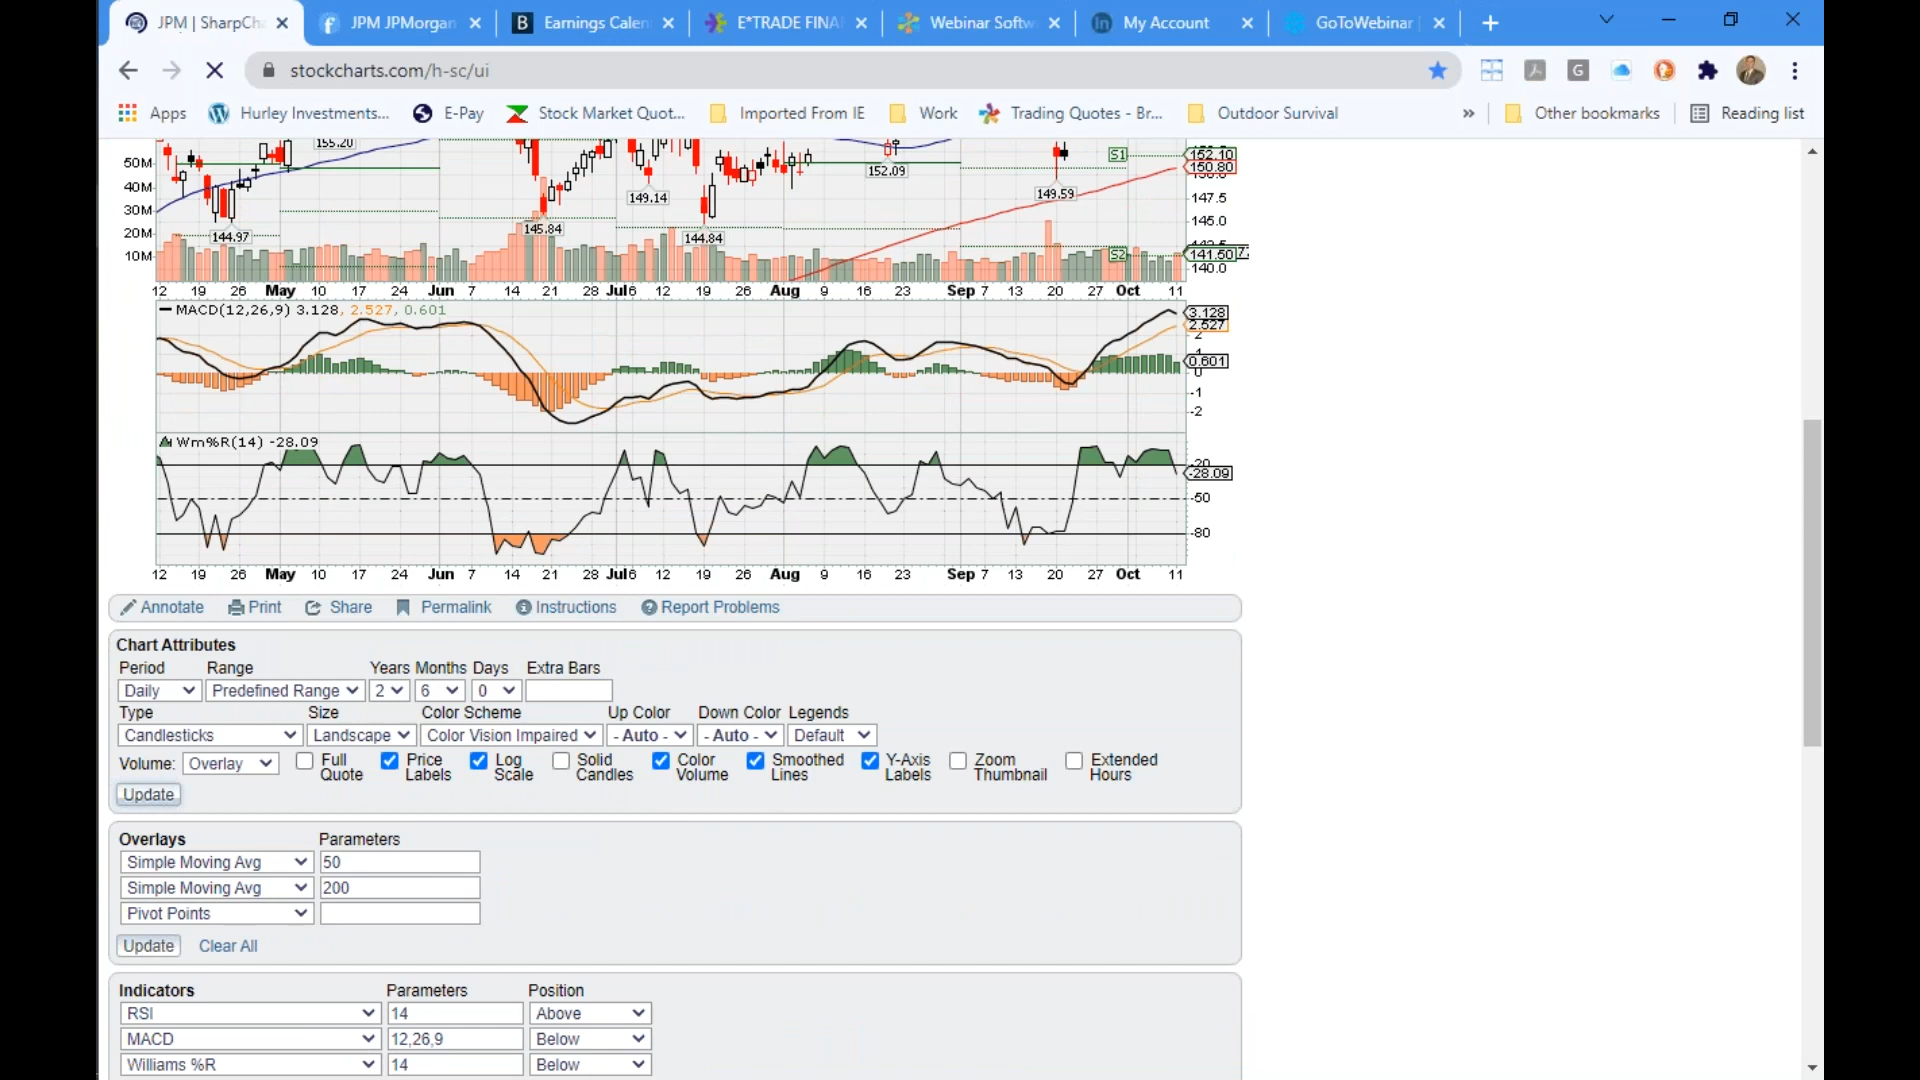 JPM | SharpCha
JPM JPMorgan
Earnings Calen
E*TRADE FINA
Webinar Softw
My Account
GoToWebinar
stockcharts.com/h-sc/ui
Apps
Hurley Investments...
E-Pay
Stock Market Quot...
Imported From IE
Work
Trading Quotes - Br...
Outdoor Survival
»
Other bookmarks
Reading list
155.20
50M
40M
30M
20M
10M
144.97
145.84
149.14
144.84
152.09
149.59
S1
S2
152.10
150.80
147.5
145.0
141.50
140.0
12 19 26 May 10 17 24 Jun 7 14 21 28 Jul6 12 19 26 Aug 9 16 23 Sep 7 13 20 27 Oct 11
MACD(12,26,9) 3.128, 2.527, 0.601
3.128
2.527
2
0.601
0
-1
-2
Wm%R(14) -28.09
-20
-28.09
-50
-80
12 19 26 May 10 17 24 Jun 7 14 21 28 Jul6 12 19 26 Aug 9 16 23 Sep 7 13 20 27 Oct 11
Annotate Print Share Permalink Instructions Report Problems
Chart Attributes
Period Range Years Months Days Extra Bars
Daily Predefined Range 2 6 0
Type Size Color Scheme Up Color Down Color Legends
Candlesticks Landscape Color Vision Impaired - Auto - - Auto - Default
Volume: Overlay Full Quote Price Labels Log Scale Solid Candles Color Volume Smoothed Lines Y-Axis Labels Zoom Thumbnail Extended Hours
Update
Overlays Parameters
Simple Moving Avg 50
Simple Moving Avg 200
Pivot Points
Update Clear All
Indicators Parameters Position
RSI 14 Above
MACD 12,26,9 Below
Williams %R 14 Below